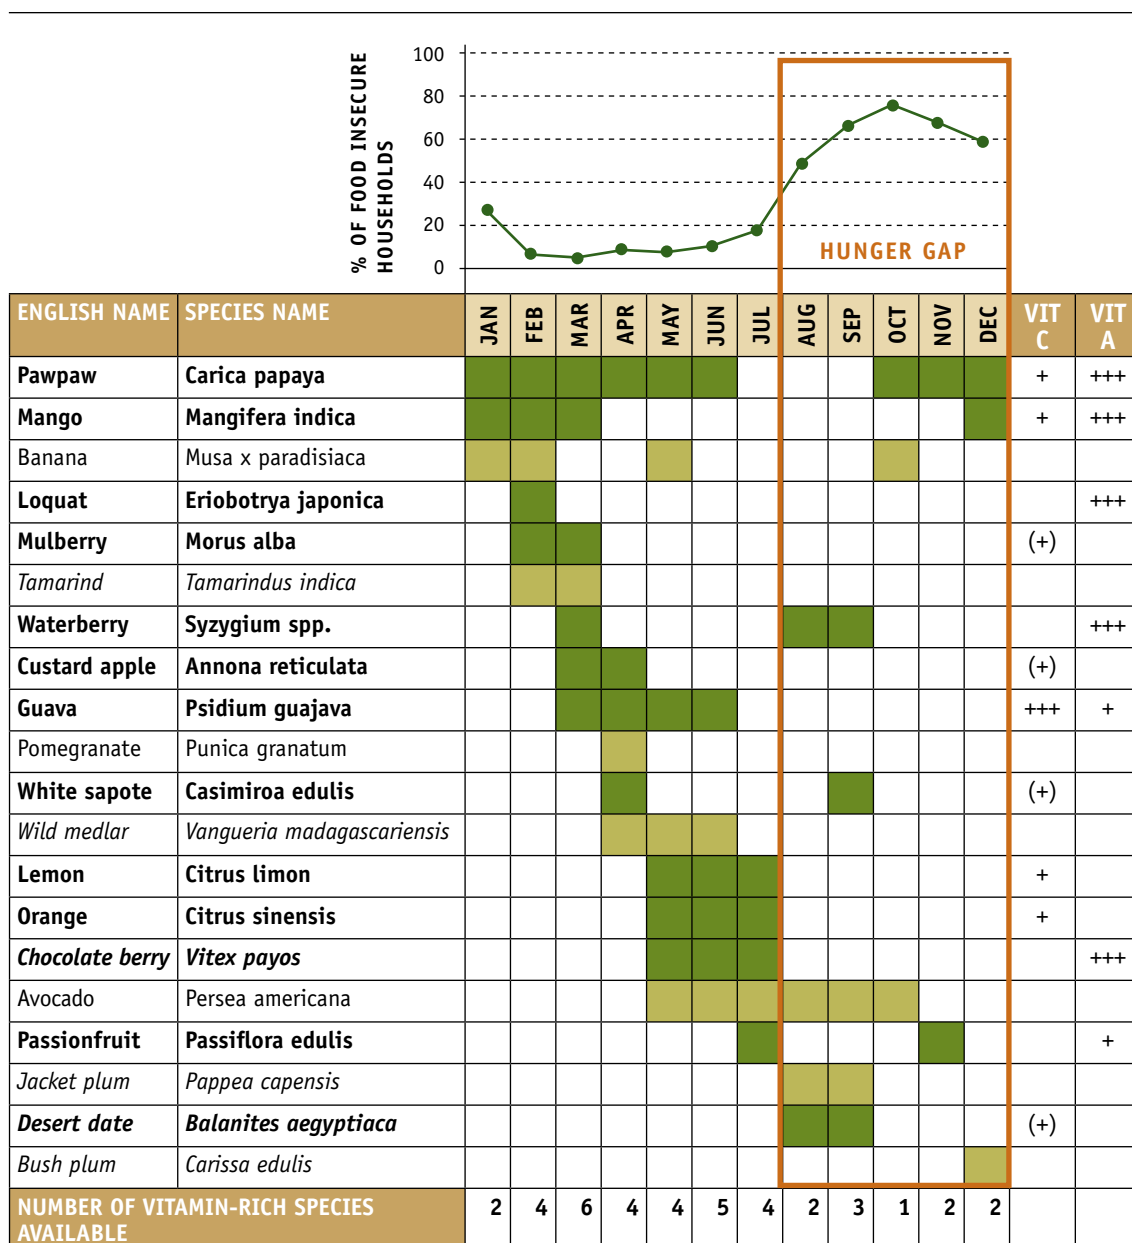 % OF FOOD INSECURE
HOUSEHOLDS
100
80
60
40
20
0
HUNGER GAP
ENGLISH NAME SPECIES NAME JAN FEB MAR APR MAY JUN JUL AUG SEP OCT NOV DEC VIT C VIT A
Pawpaw Carica papaya + +++
Mango Mangifera indica + +++
Banana Musa x paradisiaca
Loquat Eriobotrya japonica +++
Mulberry Morus alba (+)
Tamarind Tamarindus indica
Waterberry Syzygium spp. +++
Custard apple Annona reticulata (+)
Guava Psidium guajava +++ +
Pomegranate Punica granatum
White sapote Casimiroa edulis (+)
Wild medlar Vangueria madagascariensis
Lemon Citrus limon +
Orange Citrus sinensis +
Chocolate berry Vitex payos +++
Avocado Persea americana
Passionfruit Passiflora edulis +
Jacket plum Pappea capensis
Desert date Balanites aegyptiaca (+)
Bush plum Carissa edulis
NUMBER OF VITAMIN-RICH SPECIES
AVAILABLE
2 4 6 4 4 5 4 2 3 1 2 2